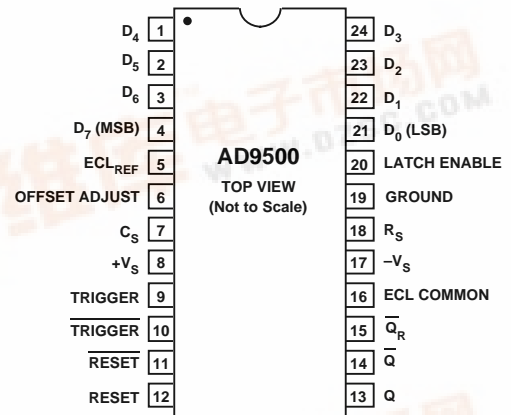 D4 1 24 D3
D5 2 23 D2
D6 3 22 D1
D7 (MSB) 4 21 D0 (LSB)
ECLREF 5 AD9500 20 LATCH ENABLE
OFFSET ADJUST 6 TOP VIEW 19 GROUND
(Not to Scale)
CS 7 18 RS
+VS 8 17 –VS
TRIGGER 9 16 ECL COMMON
TRIGGER 10 15 QR
RESET 11 14 Q
RESET 12 13 Q